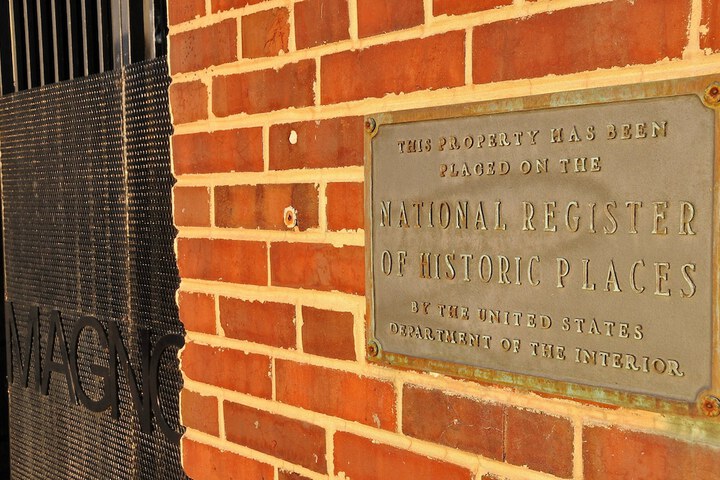 MAGNO
THIS PROPERTY HAS BEEN
PLACED ON THE
NATIONAL REGISTER
OF HISTORIC PLACES
BY THE UNITED STATES
DEPARTMENT OF THE INTERIOR